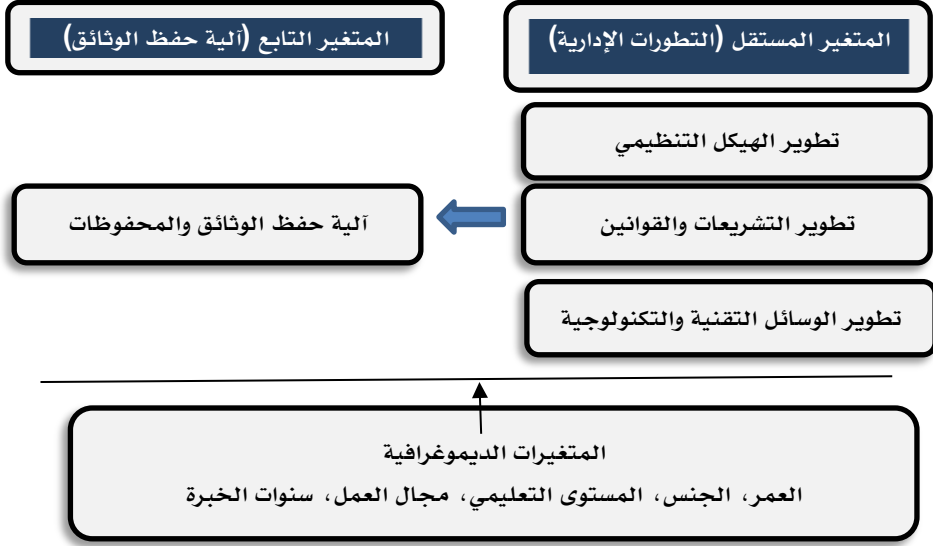 المتغير المستقل (التطورات الإدارية)
المتغير التابع (آلية حفظ الوثائق)
تطوير الهيكل التنظيمي
تطوير التشريعات والقوانين
آلية حفظ الوثائق والمحفوظات
تطوير الوسائل التقنية والتكنولوجية
المتغيرات الديموغرافية
العمر، الجنس، المستوى التعليمي، مجال العمل، سنوات الخبرة